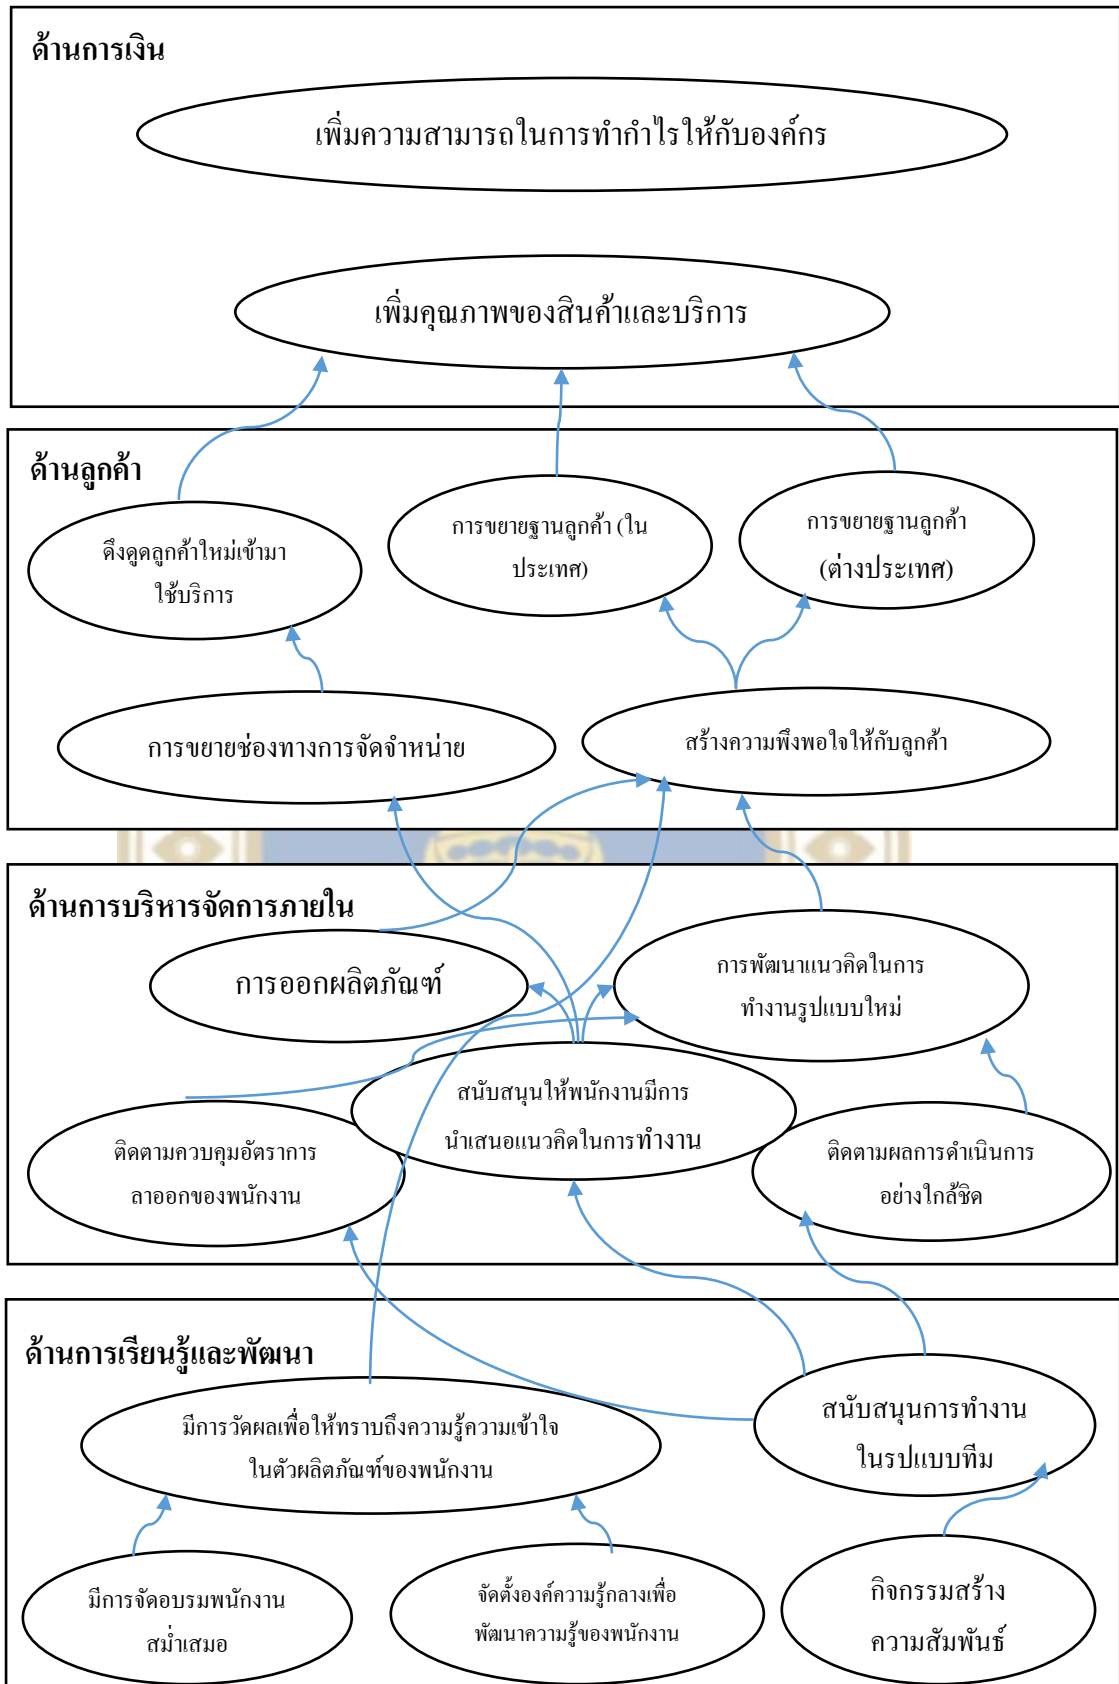 ด้านการเงิน
เพิ่มความสามารถในการทำกำไรให้กับองค์กร
เพิ่มคุณภาพของสินค้าและบริการ
ด้านลูกค้า
ดึงดูดลูกค้าใหม่เข้ามา
ใช้บริการ
การขยายฐานลูกค้า (ใน
ประเทศ)
การขยายฐานลูกค้า
(ต่างประเทศ)
การขยายช่องทางการจัดจำหน่าย
สร้างความพึงพอใจให้กับลูกค้า
ด้านการบริหารจัดการภายใน
การออกผลิตภัณฑ์
การพัฒนาแนวคิดในการ
ทำงานรูปแบบใหม่
สนับสนุนให้พนักงานมีการ
นำเสนอแนวคิดในการทำงาน
ติดตามควบคุมอัตราการ
ลาออกของพนักงาน
ติดตามผลการดำเนินการ
อย่างใกล้ชิด
ด้านการเรียนรู้และพัฒนา
มีการวัดผลเพื่อให้ทราบถึงความรู้ความเข้าใจ
ในตัวผลิตภัณฑ์ของพนักงาน
สนับสนุนการทำงาน
ในรูปแบบทีม
มีการจัดอบรมพนักงาน
สม่ำเสมอ
จัดตั้งองค์ความรู้กลางเพื่อ
พัฒนาความรู้ของพนักงาน
กิจกรรมสร้าง
ความสัมพันธ์